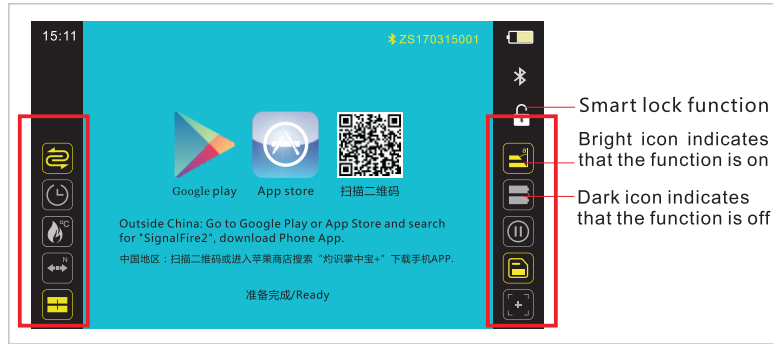 15:11
ZS170315001
Smart lock function
Bright icon indicates
that the function is on
Dark icon indicates
that the function is off
°C
N
Google play
App store
扫描二维码
Outside China: Go to Google Play or App Store and search
for "SignalFire2", download Phone App.
中国地区：扫描二维码或进入苹果商店搜索“灼识掌中宝+”下载手机APP.
准备完成/Ready